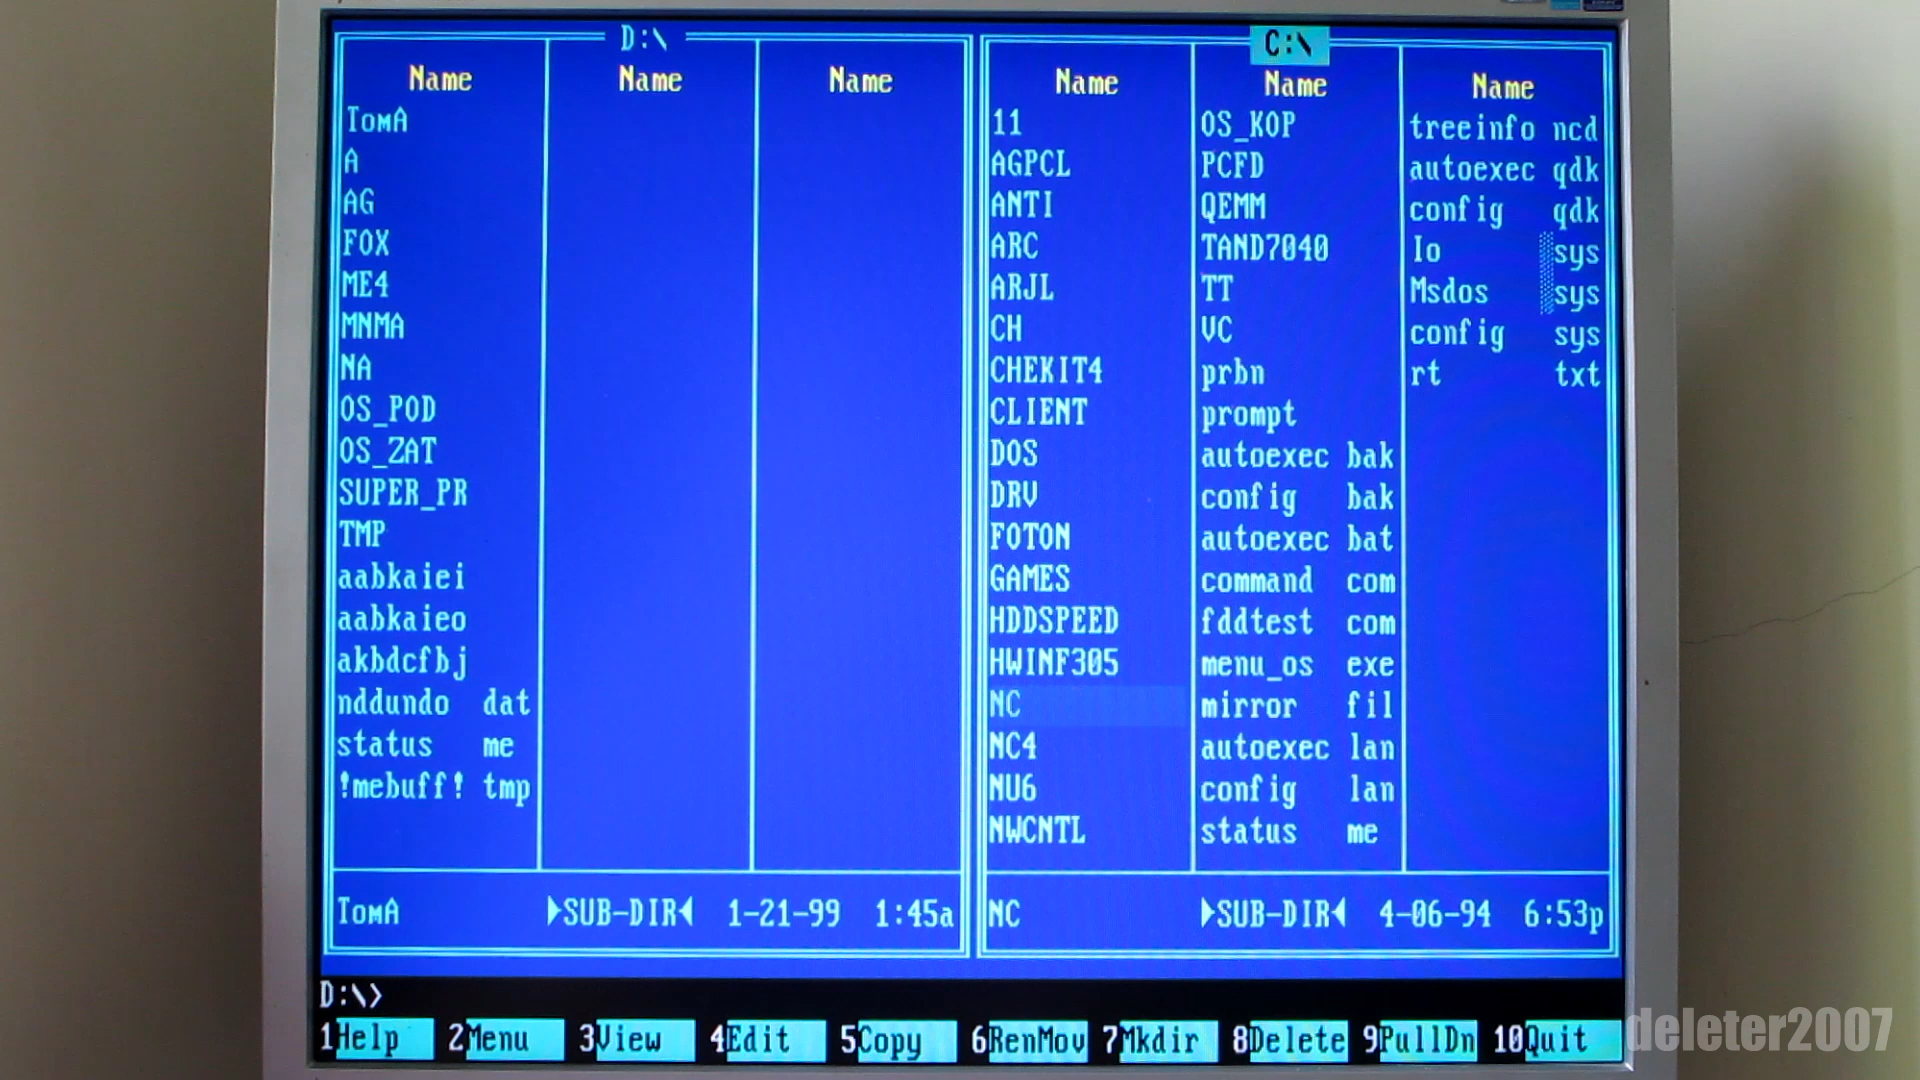 D:\
Name Name Name
TомA
A
AG
FOX
ME4
MNMA
NA
OS_POD
OS_ZAT
SUPER_PR
TMP
aabkaiei
aabkaieo
akbdcfbj
nddundo dat
status me
!mebuff! tmp
TомA ►SUB-DIR◄ 1-21-99 1:45a
C:\
Name Name Name
11 OS_KOP treeinfo ncd
AGPCL PCFD autoexec qdk
ANTI QEMM config qdk
ARC TAND7040 Io ░sys
ARJL TT Msdos ░sys
CH VC config sys
CHEKIT4 prbn rt txt
CLIENT prompt
DOS autoexec bak
DRV config bak
FOTON autoexec bat
GAMES command com
HDDSPEED fddtest com
HWINF305 menu_os exe
NC mirror fil
NC4 autoexec lan
NU6 config lan
NWCNTL status me
NC ►SUB-DIR◄ 4-06-94 6:53p
D:\>
1Help 2Menu 3View 4Edit 5Copy 6RenMov 7Mkdir 8Delete 9PullDn 10Quit
deleter2007